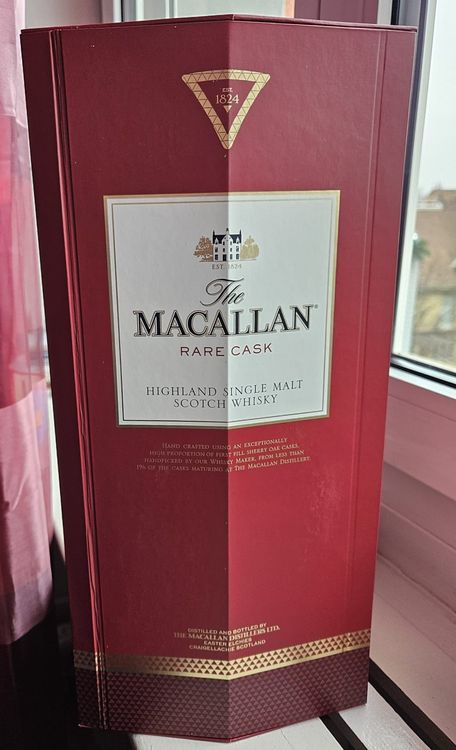 EST.
1824
EST. 1824
The
MACALLAN®
RARE CASK
HIGHLAND SINGLE MALT
SCOTCH WHISKY
HAND CRAFTED USING AN EXCEPTIONALLY
HIGH PROPORTION OF FIRST FILL SHERRY OAK CASKS,
HANDPICKED BY OUR WHISKY MAKER, FROM LESS THAN
1% OF THE CASKS MATURING AT THE MACALLAN DISTILLERY.
DISTILLED AND BOTTLED BY
THE MACALLAN DISTILLERS LTD.
EASTER ELCHIES
CRAIGELLACHIE SCOTLAND